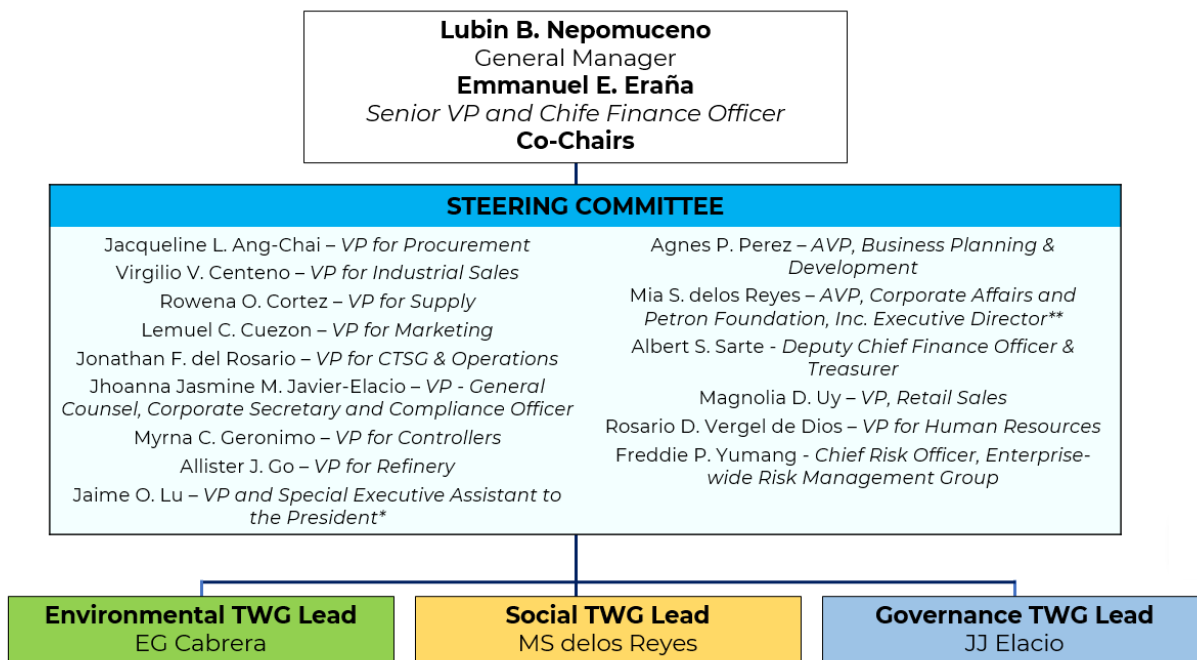 Lubin B. Nepomuceno
General Manager
Emmanuel E. Eraña
Senior VP and Chife Finance Officer
Co-Chairs
STEERING COMMITTEE
Jacqueline L. Ang-Chai – VP for Procurement
Virgilio V. Centeno – VP for Industrial Sales
Rowena O. Cortez – VP for Supply
Lemuel C. Cuezon – VP for Marketing
Jonathan F. del Rosario – VP for CTSG & Operations
Jhoanna Jasmine M. Javier-Elacio – VP - General
Counsel, Corporate Secretary and Compliance Officer
Myrna C. Geronimo – VP for Controllers
Allister J. Go – VP for Refinery
Jaime O. Lu – VP and Special Executive Assistant to
the President*
Agnes P. Perez – AVP, Business Planning &
Development
Mia S. delos Reyes – AVP, Corporate Affairs and
Petron Foundation, Inc. Executive Director**
Albert S. Sarte - Deputy Chief Finance Officer &
Treasurer
Magnolia D. Uy – VP, Retail Sales
Rosario D. Vergel de Dios – VP for Human Resources
Freddie P. Yumang - Chief Risk Officer, Enterprise-
wide Risk Management Group
Environmental TWG Lead
EG Cabrera
Social TWG Lead
MS delos Reyes
Governance TWG Lead
JJ Elacio